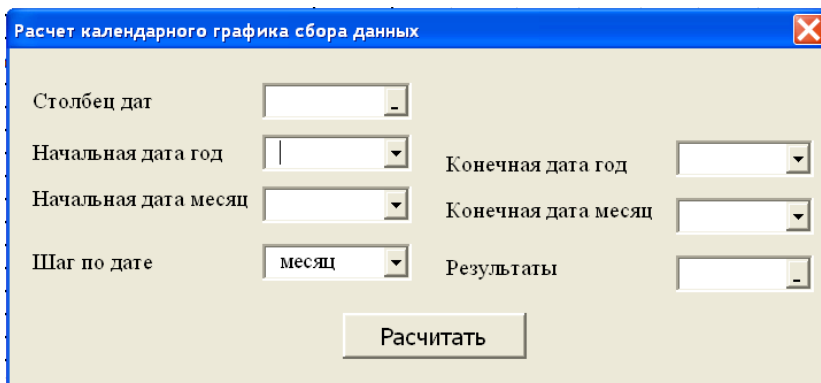 Расчет календарного графика сбора данных
Столбец дат
Начальная дата год
Конечная дата год
Начальная дата месяц
Конечная дата месяц
Шаг по дате
месяц
Результаты
Расчитать